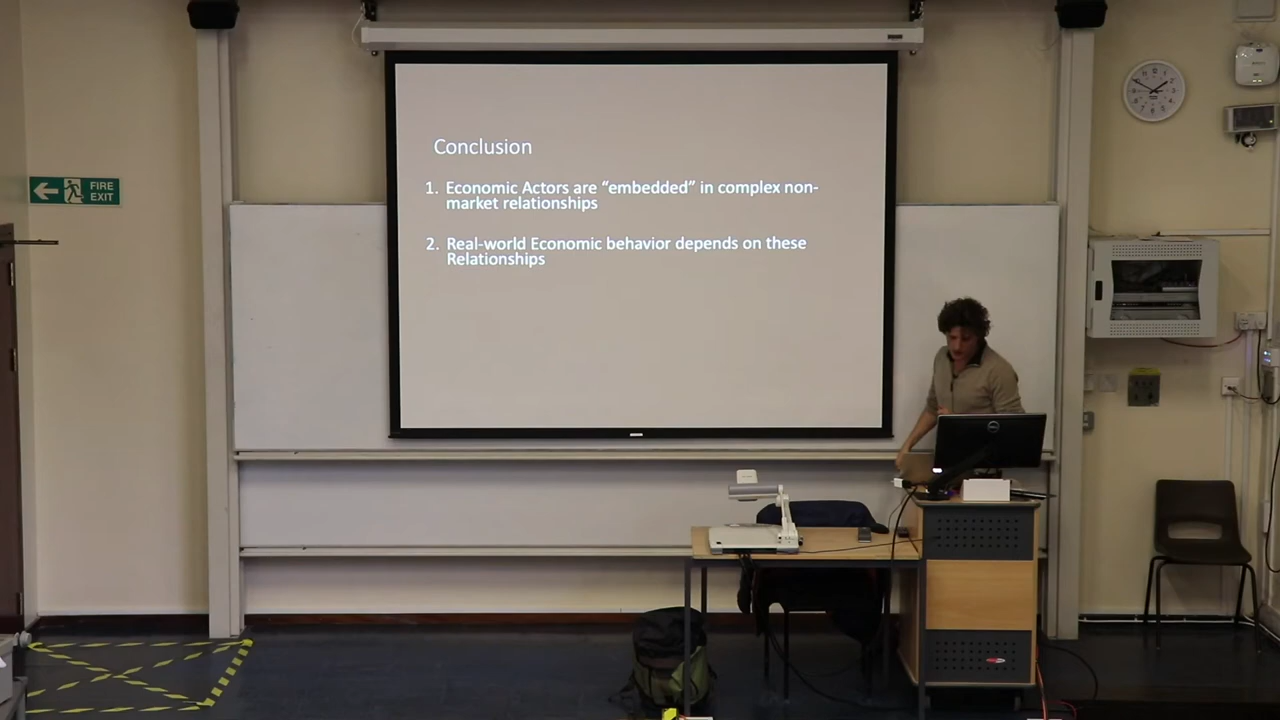 Conclusion
1. Economic Actors are “embedded” in complex non-
market relationships
2. Real-world Economic behavior depends on these
Relationships
FIRE
EXIT
DELL